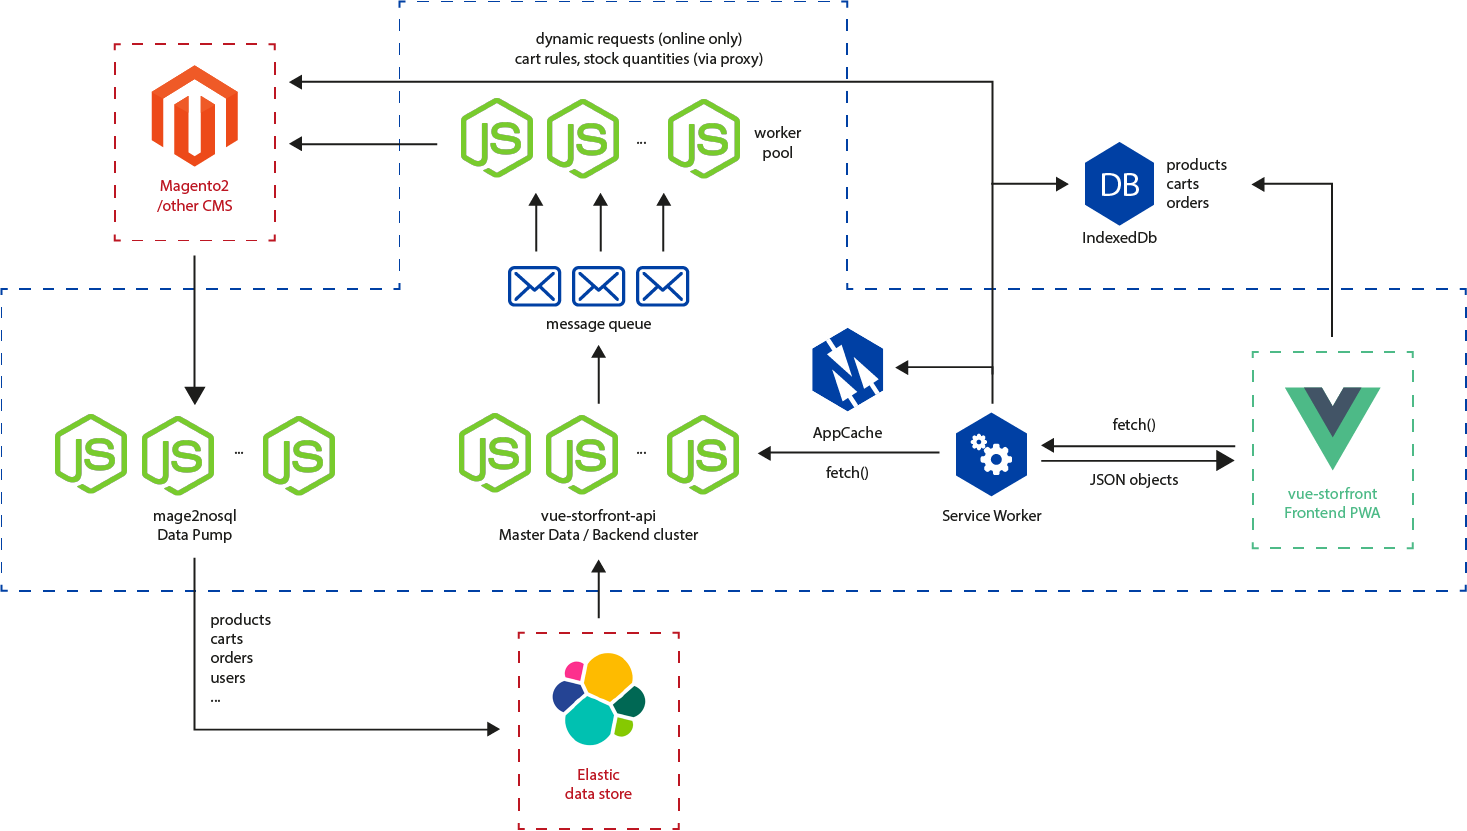 dynamic requests (online only)
cart rules, stock quantities (via proxy)
JS
JS
...
JS
worker
pool
Magento2
/other CMS
DB
products
carts
orders
IndexedDb
message queue
AppCache
fetch()
JS
JS
...
JS
mage2nosql
Data Pump
JS
JS
...
JS
vue-storfront-api
Master Data / Backend cluster
fetch()
Service Worker
JSON objects
vue-storfront
Frontend PWA
products
carts
orders
users
...
Elastic
data store